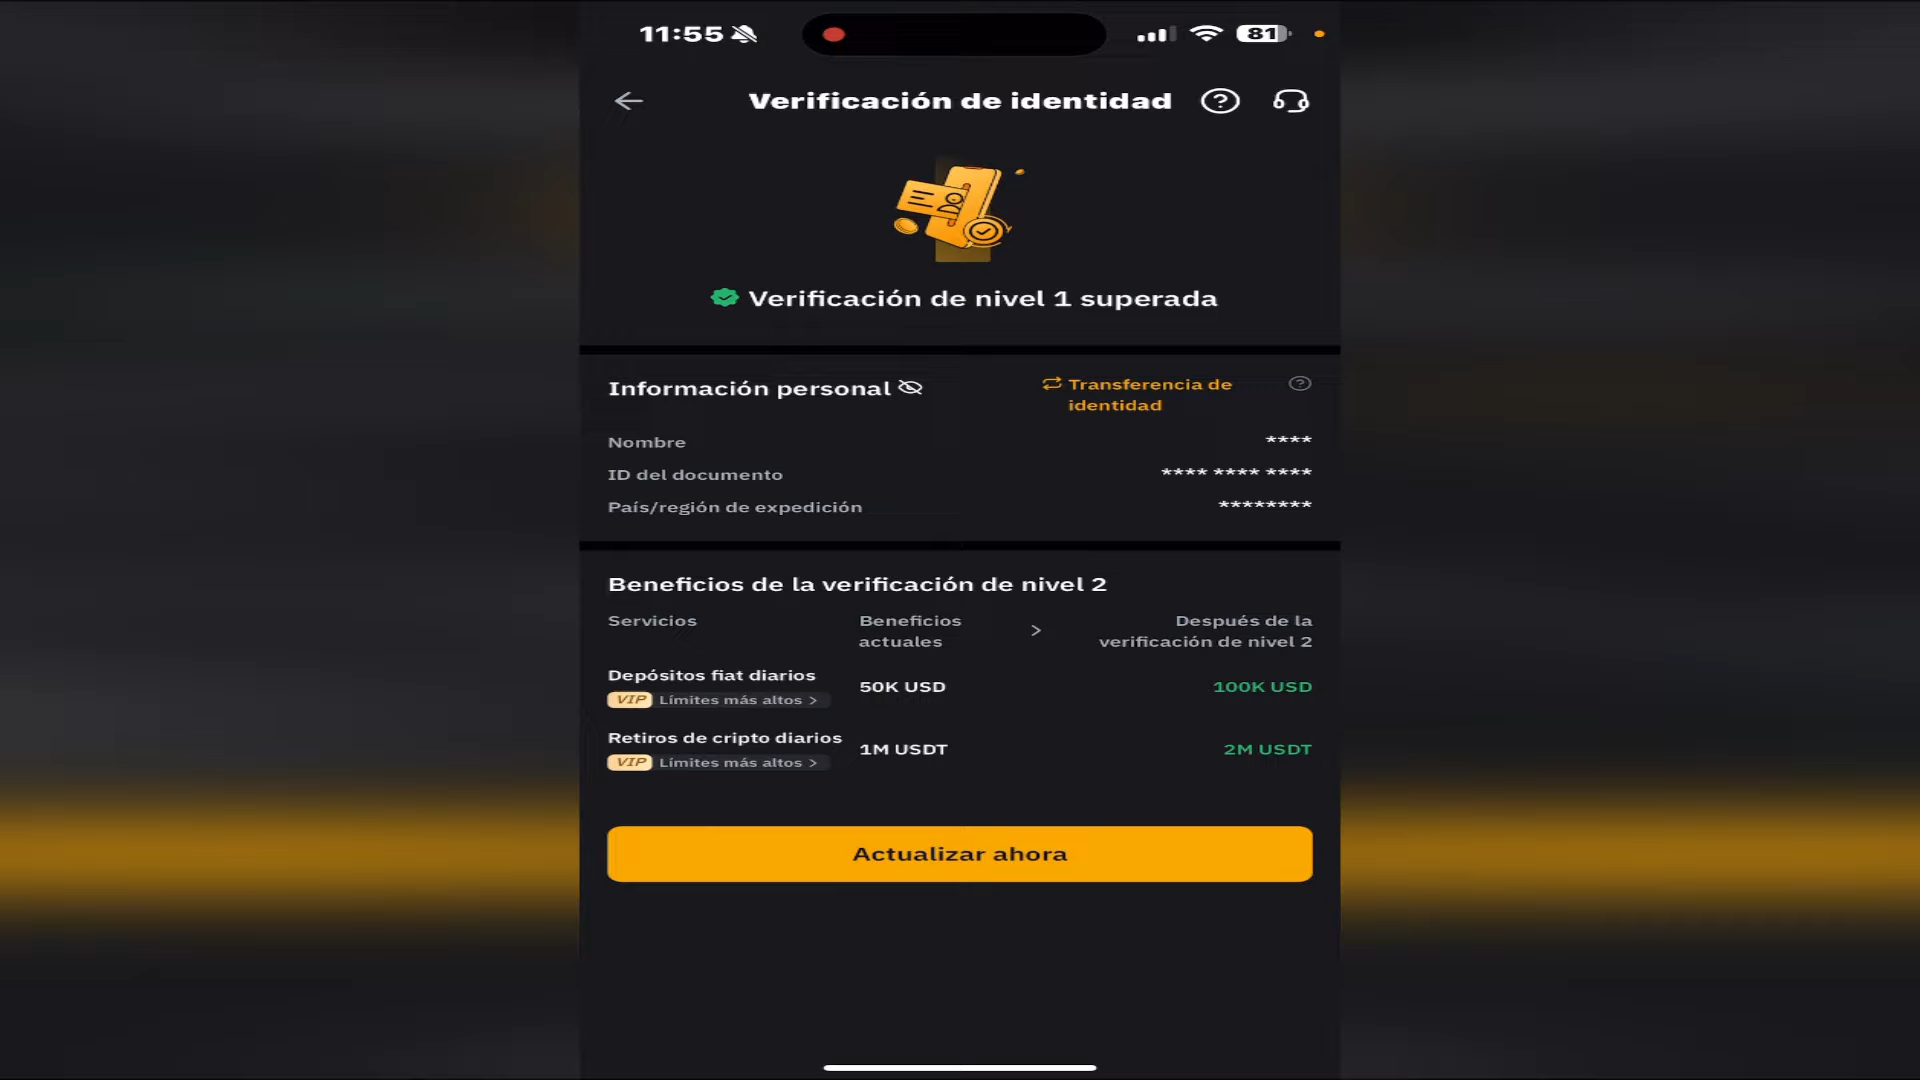 11:55
81
Verificación de identidad
Verificación de nivel 1 superada
Información personal
Transferencia de
identidad
Nombre ****
ID del documento **** **** ****
País/región de expedición ********
Beneficios de la verificación de nivel 2
Servicios
Beneficios
actuales
>
Después de la
verificación de nivel 2
Depósitos fiat diarios
VIP Límites más altos >
50K USD
100K USD
Retiros de cripto diarios
VIP Límites más altos >
1M USDT
2M USDT
Actualizar ahora